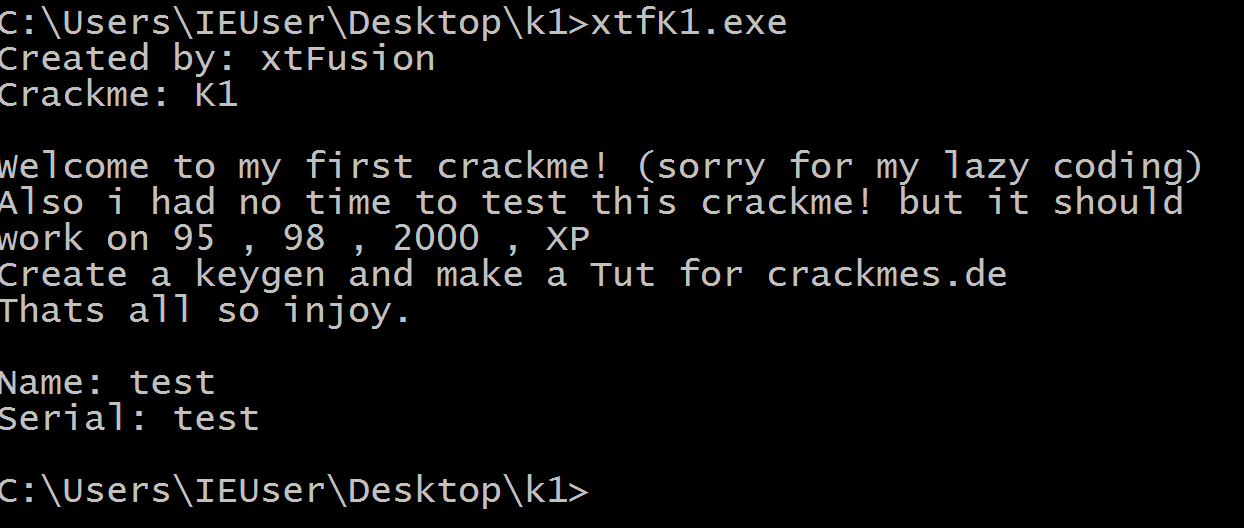 C:\Users\IEUser\Desktop\k1>xtfK1.exe
Created by: xtFusion
Crackme: K1
Welcome to my first crackme! (sorry for my lazy coding)
Also i had no time to test this crackme! but it should
work on 95 , 98 , 2000 , XP
Create a keygen and make a Tut for crackmes.de
Thats all so injoy.
Name: test
Serial: test
C:\Users\IEUser\Desktop\k1>